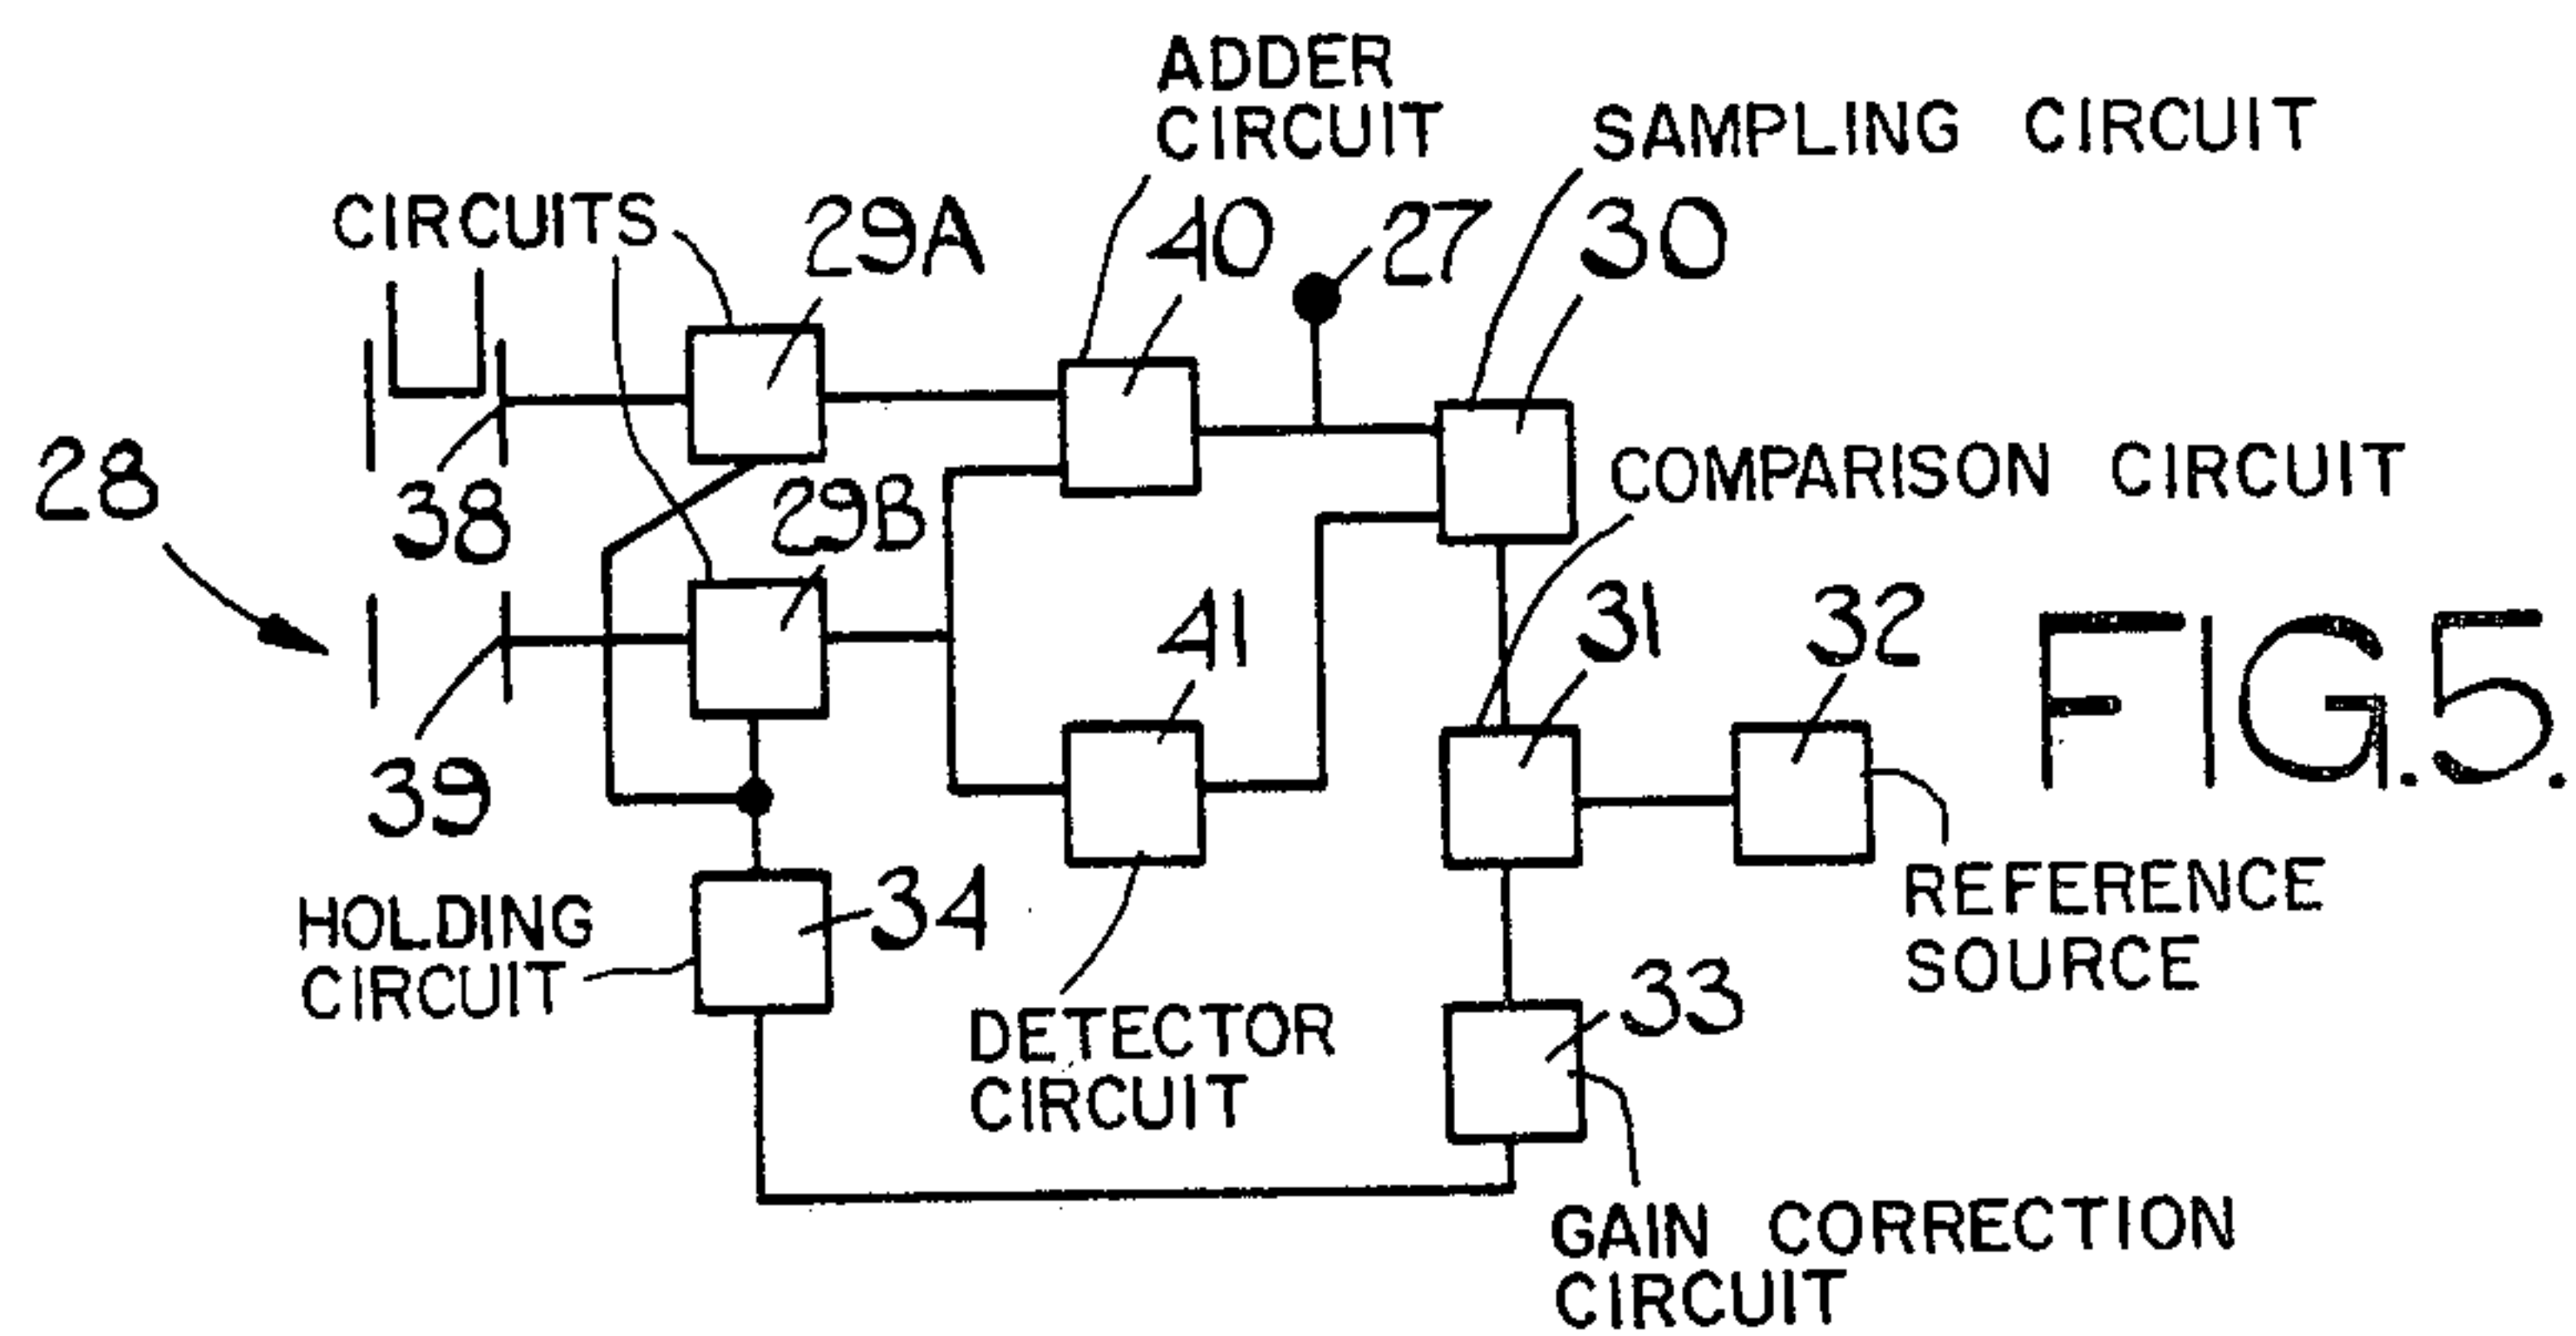 ADDER
CIRCUIT
SAMPLING CIRCUIT
CIRCUITS
29A
40
27
30
28
38
29B
COMPARISON CIRCUIT
39
41
31
32
FIG.5.
HOLDING
CIRCUIT
34
REFERENCE
SOURCE
DETECTOR
CIRCUIT
33
GAIN CORRECTION
CIRCUIT